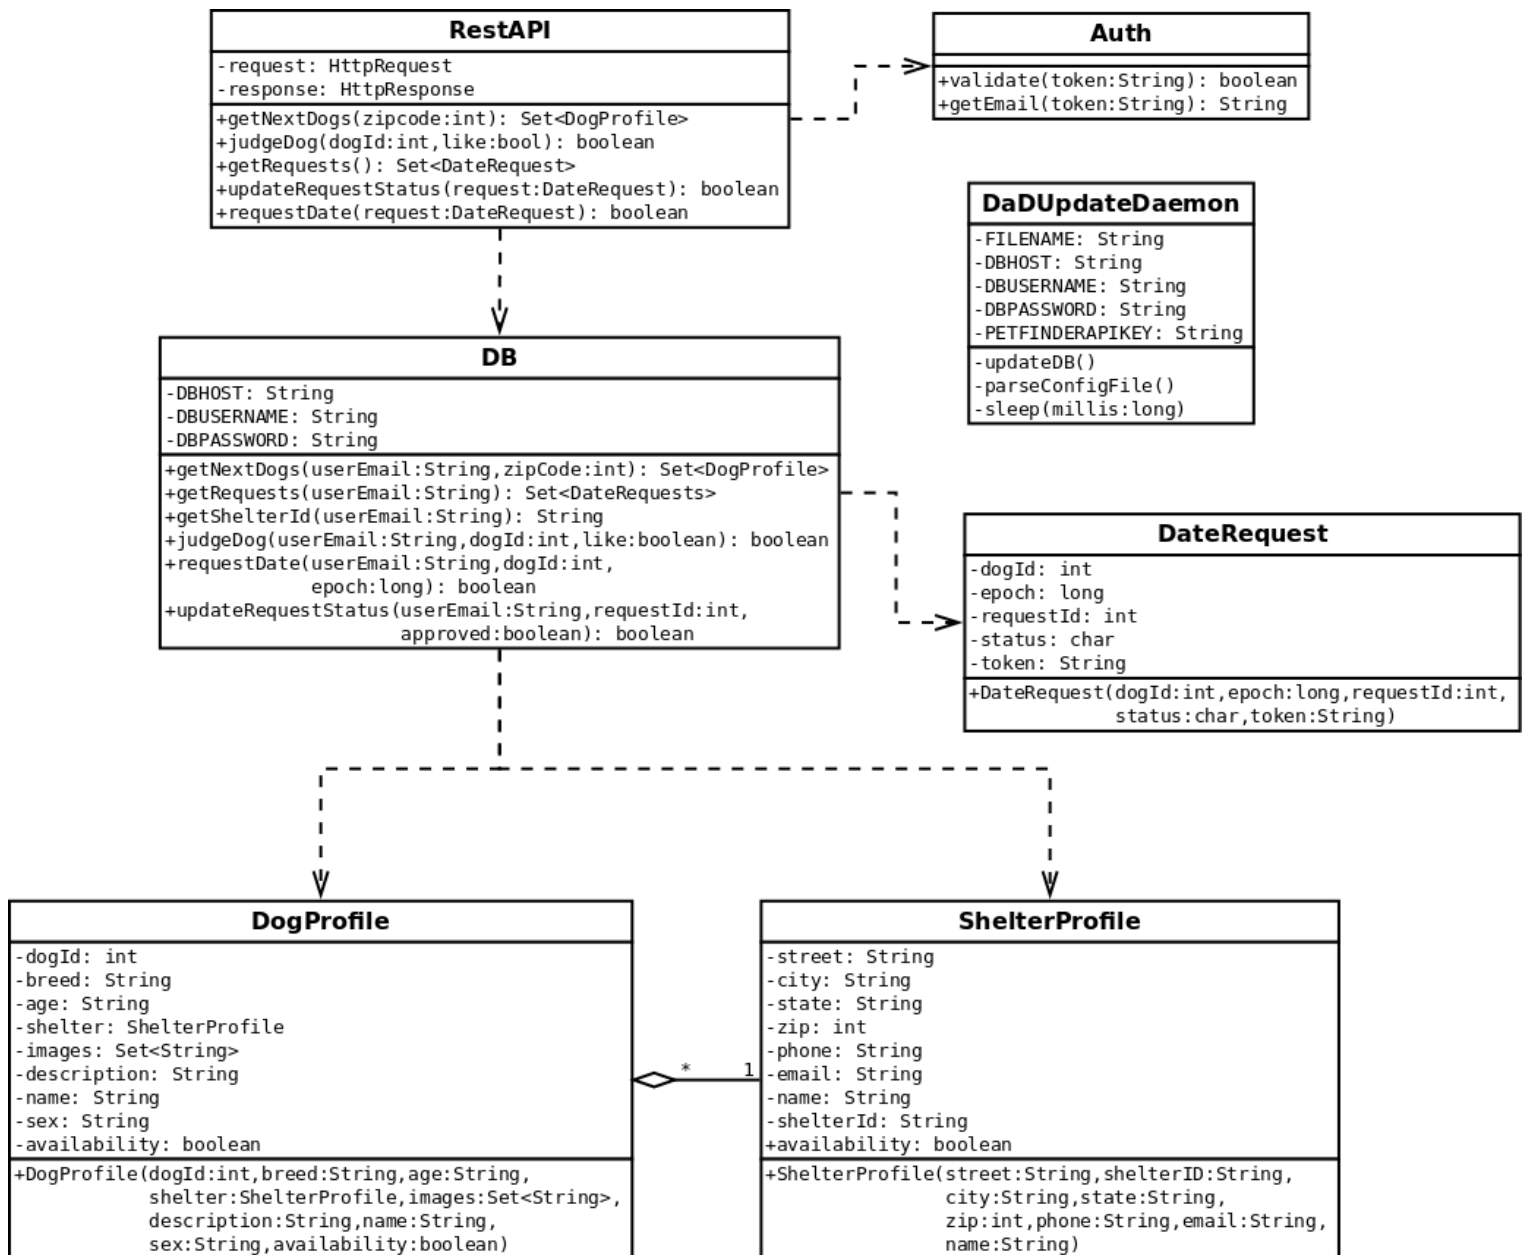 RestAPI
-request: HttpRequest
-response: HttpResponse
+getNextDogs(zipcode:int): Set<DogProfile>
+judgeDog(dogId:int,like:bool): boolean
+getRequests(): Set<DateRequest>
+updateRequestStatus(request:DateRequest): boolean
+requestDate(request:DateRequest): boolean
Auth
+validate(token:String): boolean
+getEmail(token:String): String
DaDUpdateDaemon
-FILENAME: String
-DBHOST: String
-DBUSERNAME: String
-DBPASSWORD: String
-PETFINDERAPIKEY: String
-updateDB()
-parseConfigFile()
-sleep(millis:long)
DB
-DBHOST: String
-DBUSERNAME: String
-DBPASSWORD: String
+getNextDogs(userEmail:String,zipCode:int): Set<DogProfile>
+getRequests(userEmail:String): Set<DateRequests>
+getShelterId(userEmail:String): String
+judgeDog(userEmail:String,dogId:int,like:boolean): boolean
+requestDate(userEmail:String,dogId:int,
epoch:long): boolean
+updateRequestStatus(userEmail:String,requestId:int,
approved:boolean): boolean
DateRequest
-dogId: int
-epoch: long
-requestId: int
-status: char
-token: String
+DateRequest(dogId:int,epoch:long,requestId:int,
status:char,token:String)
DogProfile
-dogId: int
-breed: String
-age: String
-shelter: ShelterProfile
-images: Set<String>
-description: String
-name: String
-sex: String
-availability: boolean
+DogProfile(dogId:int,breed:String,age:String,
shelter:ShelterProfile,images:Set<String>,
description:String,name:String,
sex:String,availability:boolean)
* 1
ShelterProfile
-street: String
-city: String
-state: String
-zip: int
-phone: String
-email: String
-name: String
-shelterId: String
+availability: boolean
+ShelterProfile(street:String,shelterID:String,
city:String,state:String,
zip:int,phone:String,email:String,
name:String)